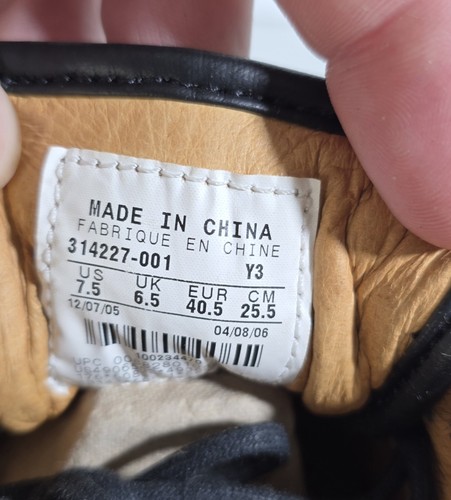 MADE IN CHINA
FABRIQUE EN CHINE
314227-001 Y3
US UK EUR CM
7.5 6.5 40.5 25.5
12/07/05 04/08/06
UPC